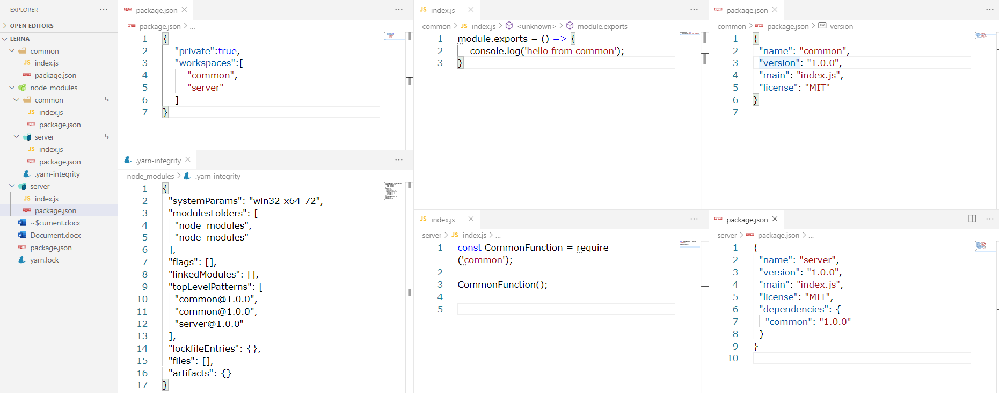 EXPLORER
OPEN EDITORS
LERNA
common
index.js
package.json
node_modules
common
index.js
package.json
server
index.js
package.json
.yarn-integrity
server
index.js
package.json
~$cument.docx
Document.docx
package.json
yarn.lock
package.json
package.json > ...
1 {
2 "private":true,
3 "workspaces":[
4 "common",
5 "server"
6 ]
7 }
.yarn-integrity
node_modules > .yarn-integrity
1 {
2 "systemParams": "win32-x64-72",
3 "modulesFolders": [
4 "node_modules",
5 "node_modules"
6 ],
7 "flags": [],
8 "linkedModules": [],
9 "topLevelPatterns": [
10 "common@1.0.0",
11 "common@1.0.0",
12 "server@1.0.0"
13 ],
14 "lockfileEntries": {},
15 "files": [],
16 "artifacts": {}
17 }
JS index.js
common > JS index.js > <unknown> > module.exports
1 module.exports = () => {
2 console.log('hello from common');
3 }
JS index.js
server > JS index.js > ...
1 const CommonFunction = require
('common');
2
3 CommonFunction();
4
5
package.json
common > package.json > abc version
1 {
2 "name": "common",
3 "version": "1.0.0",
4 "main": "index.js",
5 "license": "MIT"
6 }
7
package.json
server > package.json > ...
1 {
2 "name": "server",
3 "version": "1.0.0",
4 "main": "index.js",
5 "license": "MIT",
6 "dependencies": {
7 "common": "1.0.0"
8 }
9 }
10